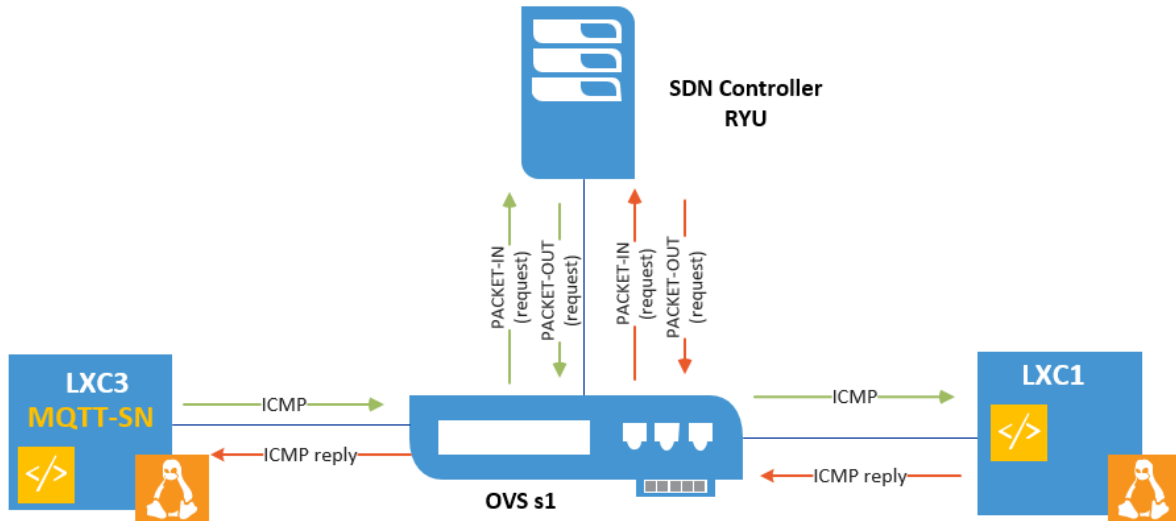 SDN Controller
RYU
PACKET-IN
(request)
PACKET-OUT
(request)
PACKET-IN
(request)
PACKET-OUT
(request)
LXC3
MQTT-SN
</>
ICMP
ICMP reply
OVS s1
ICMP
ICMP reply
LXC1
</>